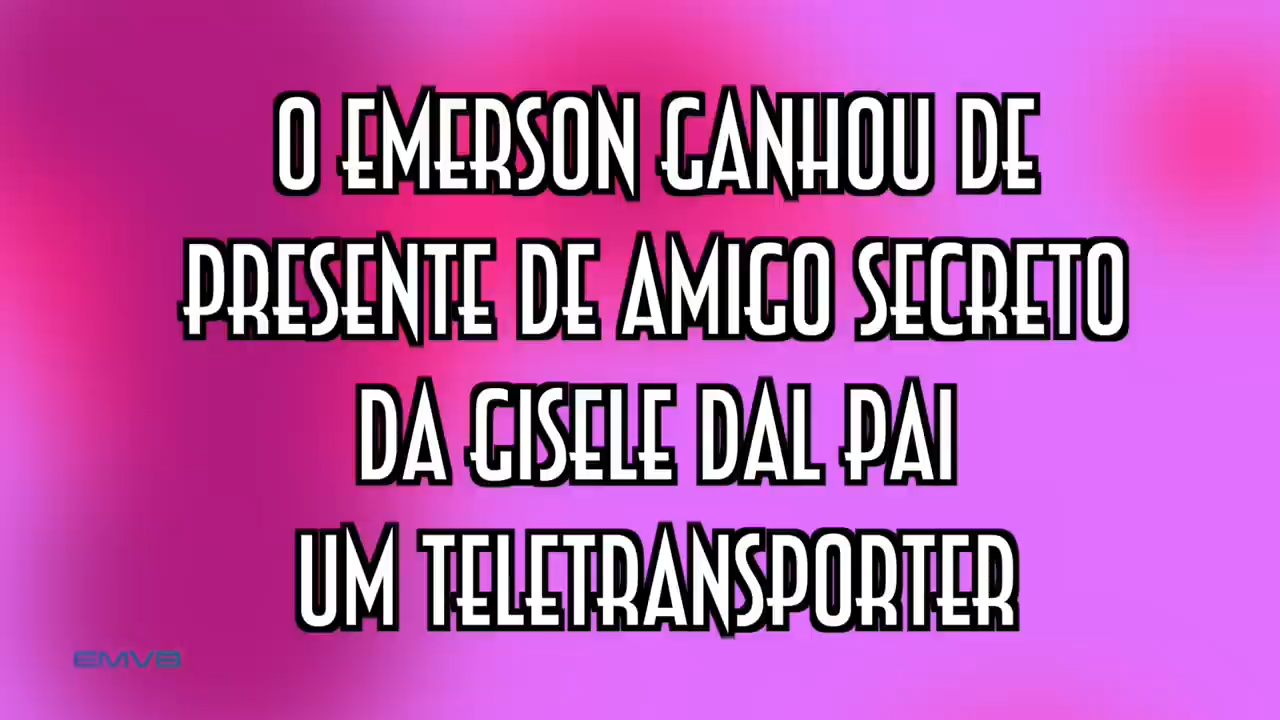 O EMERSON GANHOU DE
PRESENTE DE AMIGO SECRETO
DA GISELE DAL PAI
UM TELETRANSPORTER
EMVB